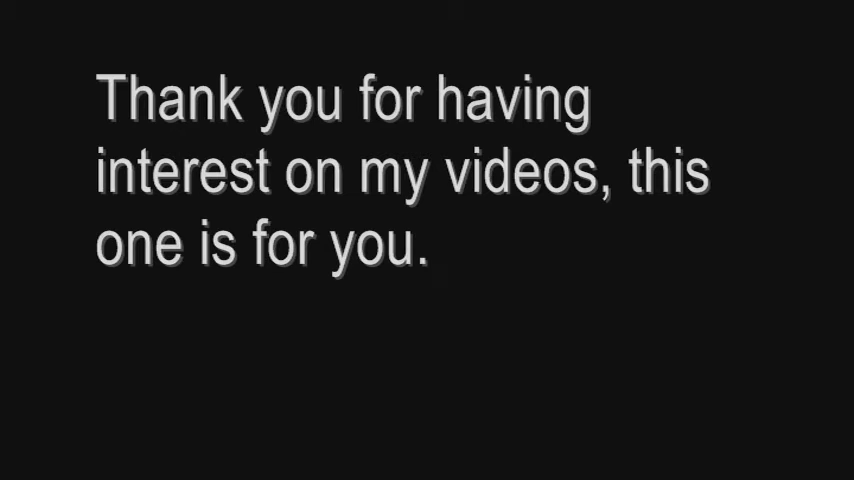 Thank you for having
interest on my videos, this
one is for you.